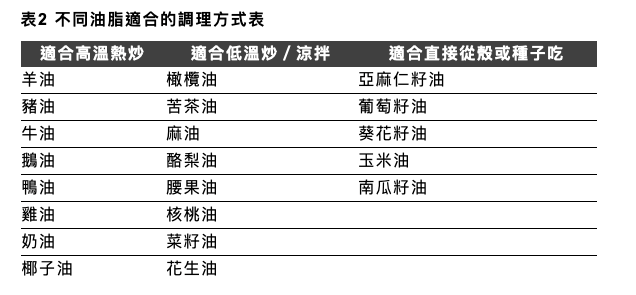 表2 不同油脂適合的調理方式表
適合高溫熱炒 適合低溫炒／涼拌 適合直接從殼或種子吃
羊油 橄欖油 亞麻仁籽油
豬油 苦茶油 葡萄籽油
牛油 麻油 葵花籽油
鵝油 酪梨油 玉米油
鴨油 腰果油 南瓜籽油
雞油 核桃油
奶油 菜籽油
椰子油 花生油